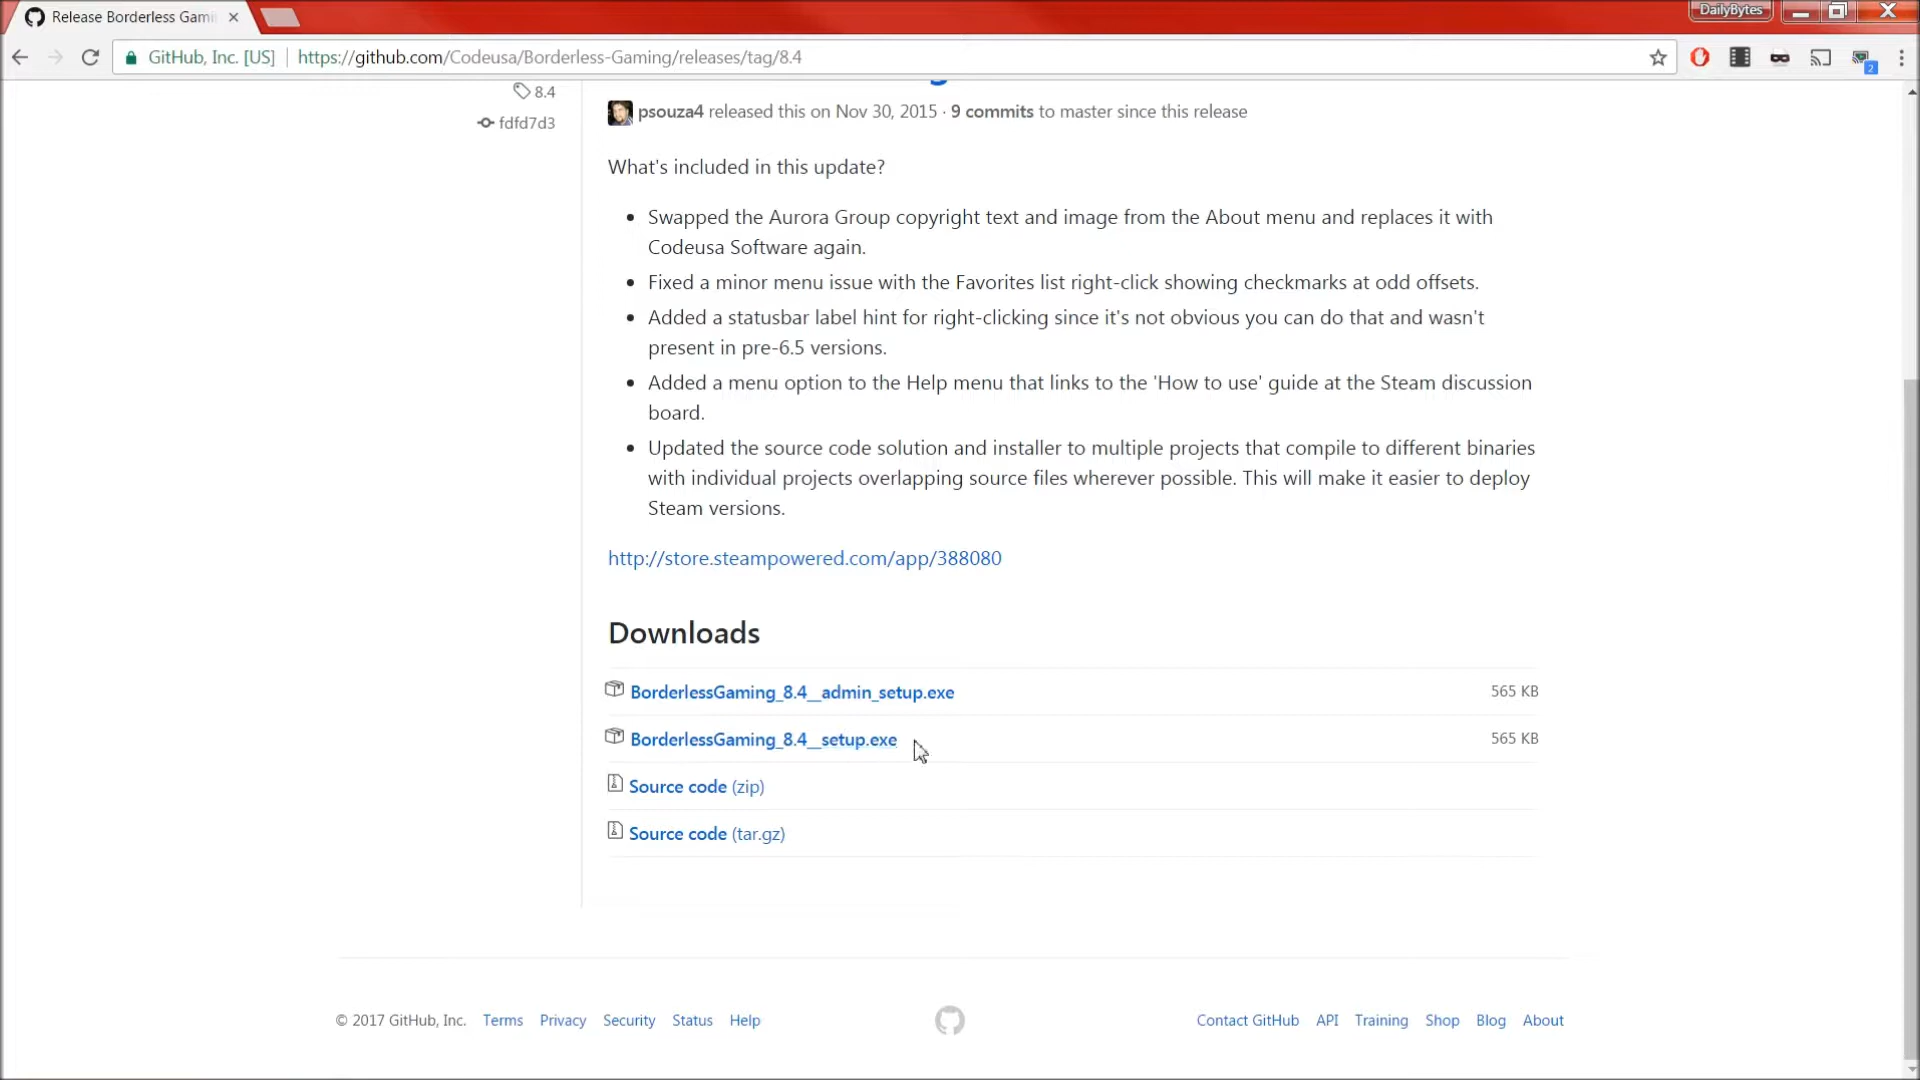 Release Borderless Gami
DailyBytes
GitHub, Inc. [US] https://github.com/Codeusa/Borderless-Gaming/releases/tag/8.4
2
8.4
psouza4 released this on Nov 30, 2015 · 9 commits to master since this release
fdfd7d3
What's included in this update?
Swapped the Aurora Group copyright text and image from the About menu and replaces it with
Codeusa Software again.
Fixed a minor menu issue with the Favorites list right-click showing checkmarks at odd offsets.
Added a statusbar label hint for right-clicking since it's not obvious you can do that and wasn't
present in pre-6.5 versions.
Added a menu option to the Help menu that links to the 'How to use' guide at the Steam discussion
board.
Updated the source code solution and installer to multiple projects that compile to different binaries
with individual projects overlapping source files wherever possible. This will make it easier to deploy
Steam versions.
http://store.steampowered.com/app/388080
Downloads
BorderlessGaming_8.4__admin_setup.exe 565 KB
BorderlessGaming_8.4__setup.exe 565 KB
Source code (zip)
Source code (tar.gz)
© 2017 GitHub, Inc. Terms Privacy Security Status Help Contact GitHub API Training Shop Blog About